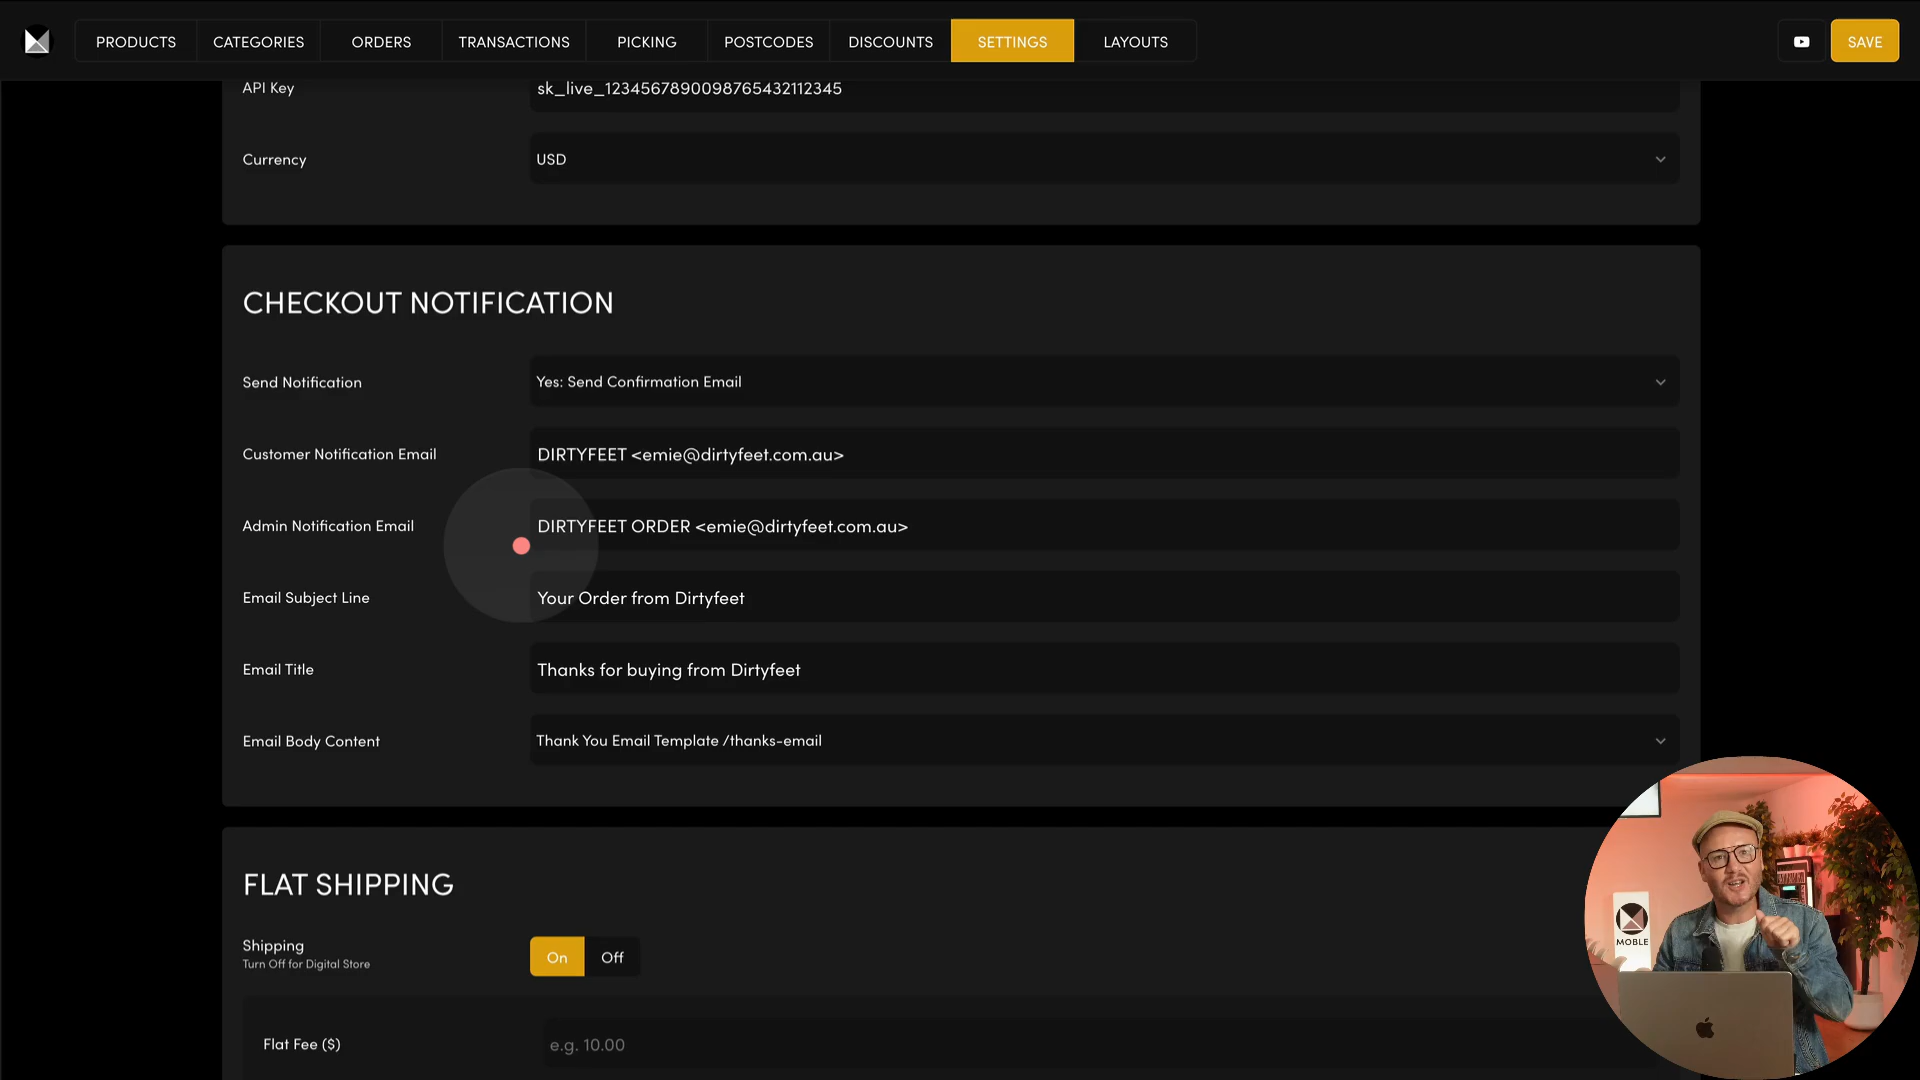 PRODUCTS
CATEGORIES
ORDERS
TRANSACTIONS
PICKING
POSTCODES
DISCOUNTS
SETTINGS
LAYOUTS
SAVE
API Key
sk_live_1234567890098765432112345
Currency
USD
CHECKOUT NOTIFICATION
Send Notification
Yes: Send Confirmation Email
Customer Notification Email
DIRTYFEET <emie@dirtyfeet.com.au>
Admin Notification Email
DIRTYFEET ORDER <emie@dirtyfeet.com.au>
Email Subject Line
Your Order from Dirtyfeet
Email Title
Thanks for buying from Dirtyfeet
Email Body Content
Thank You Email Template /thanks-email
FLAT SHIPPING
Shipping
Turn Off for Digital Store
On
Off
Flat Fee ($)
e.g. 10.00
MOBLE